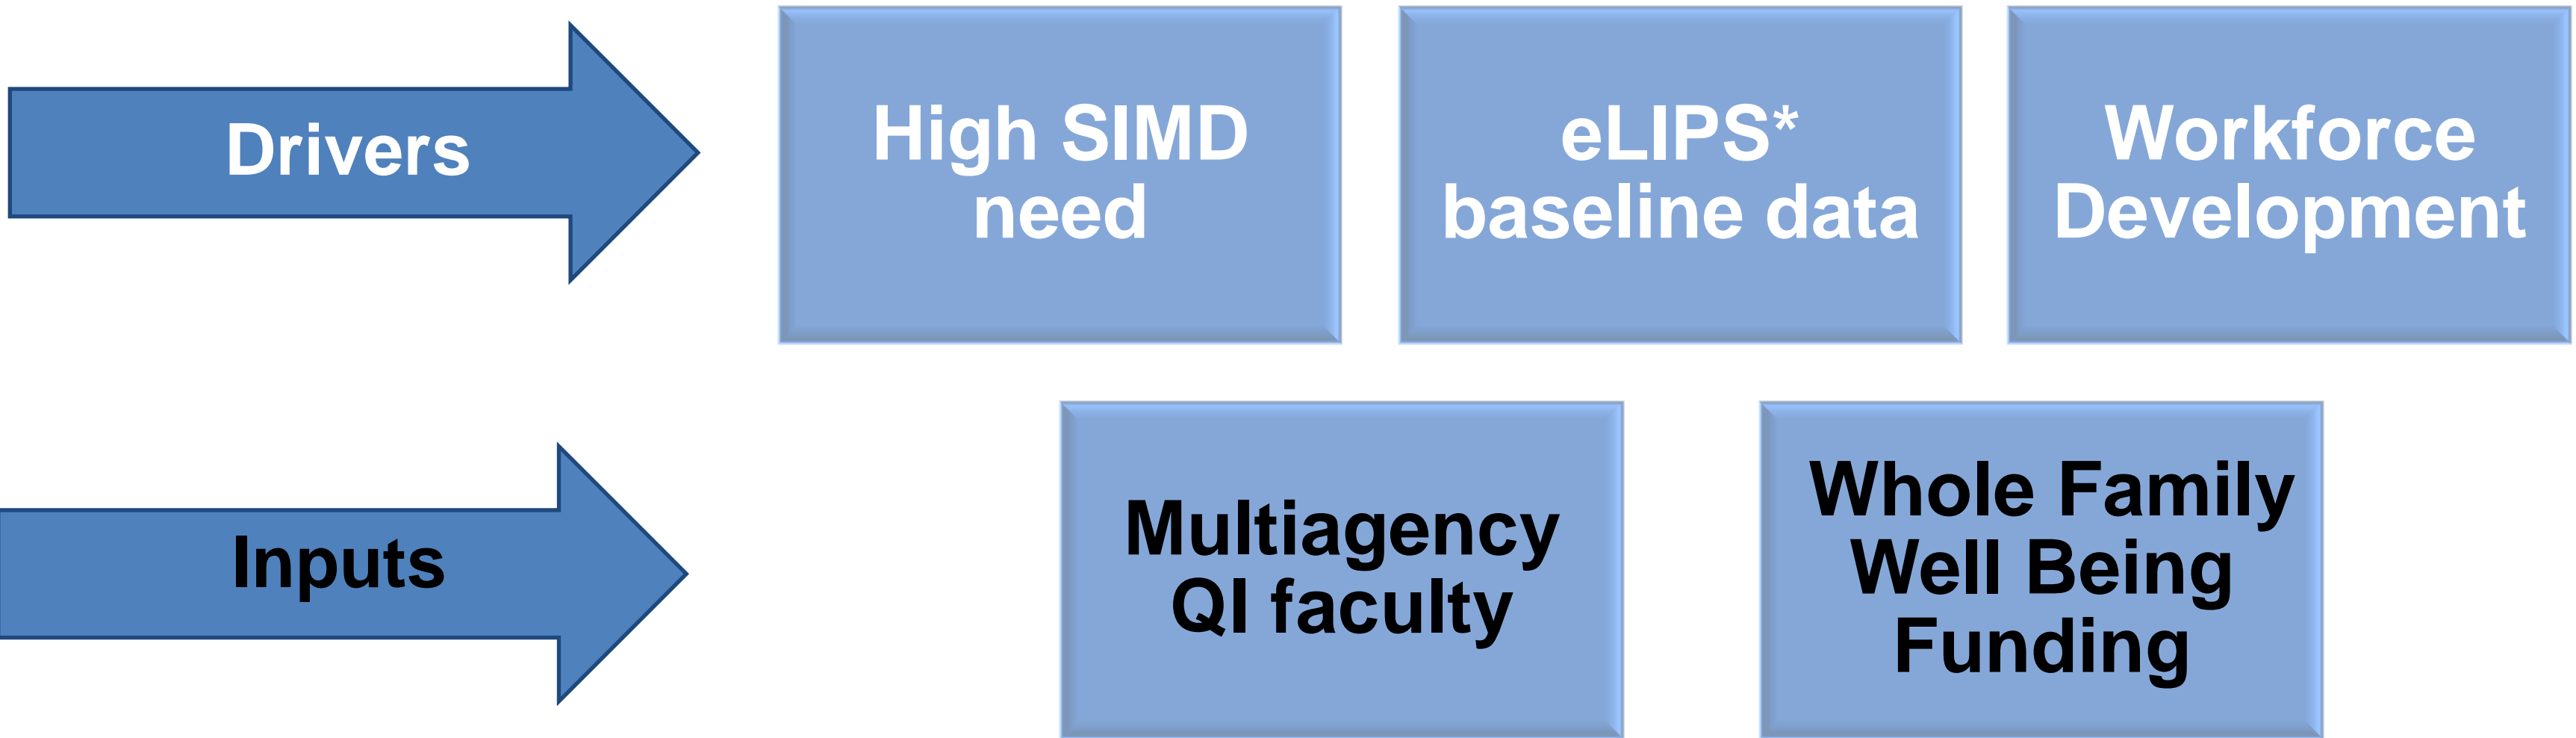 Drivers
High SIMD
need
eLIPS*
baseline data
Workforce
Development
Inputs
Multiagency
QI faculty
Whole Family
Well Being
Funding